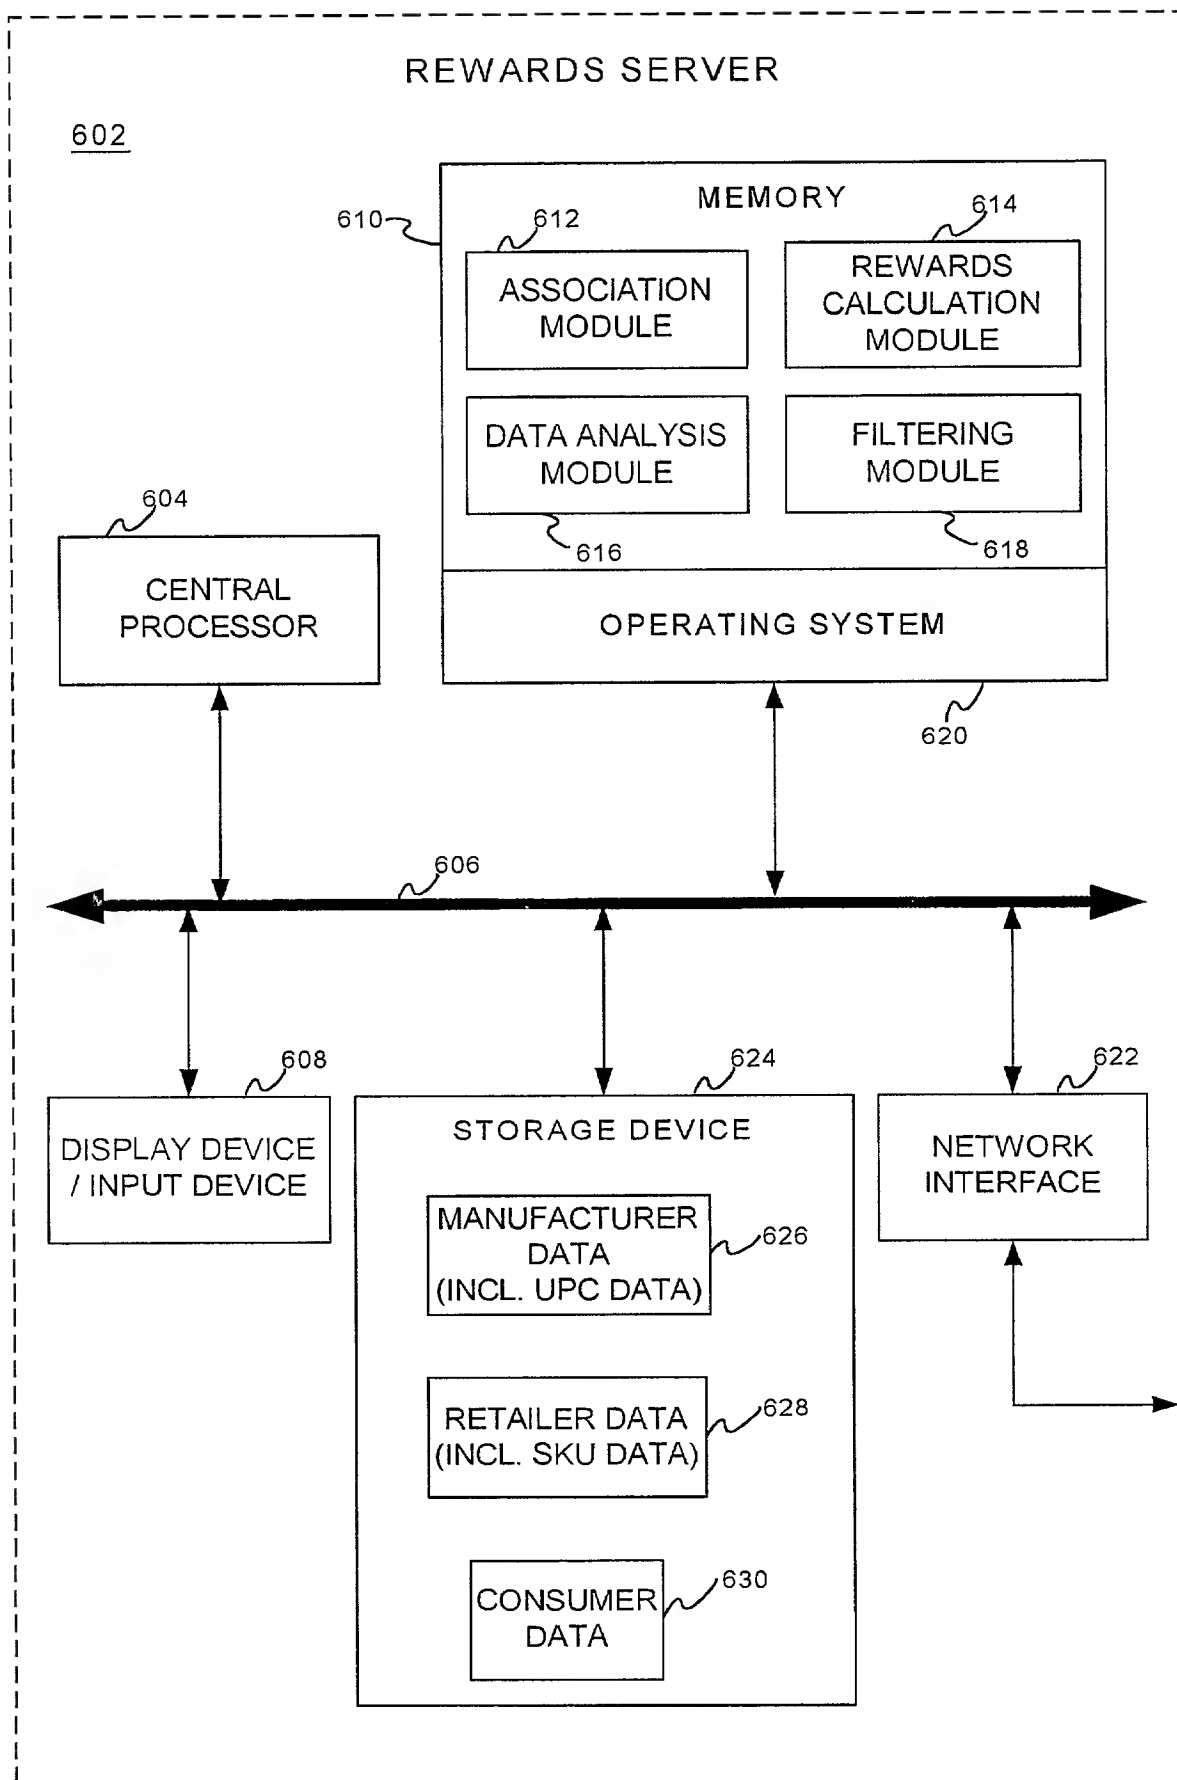 REWARDS SERVER
602
MEMORY
610
612
614
ASSOCIATION
MODULE
REWARDS
CALCULATION
MODULE
DATA ANALYSIS
MODULE
FILTERING
MODULE
616
618
604
CENTRAL
PROCESSOR
OPERATING SYSTEM
620
606
608
DISPLAY DEVICE
/ INPUT DEVICE
624
STORAGE DEVICE
MANUFACTURER
DATA
(INCL. UPC DATA)
626
RETAILER DATA
(INCL. SKU DATA)
628
CONSUMER
DATA
630
622
NETWORK
INTERFACE